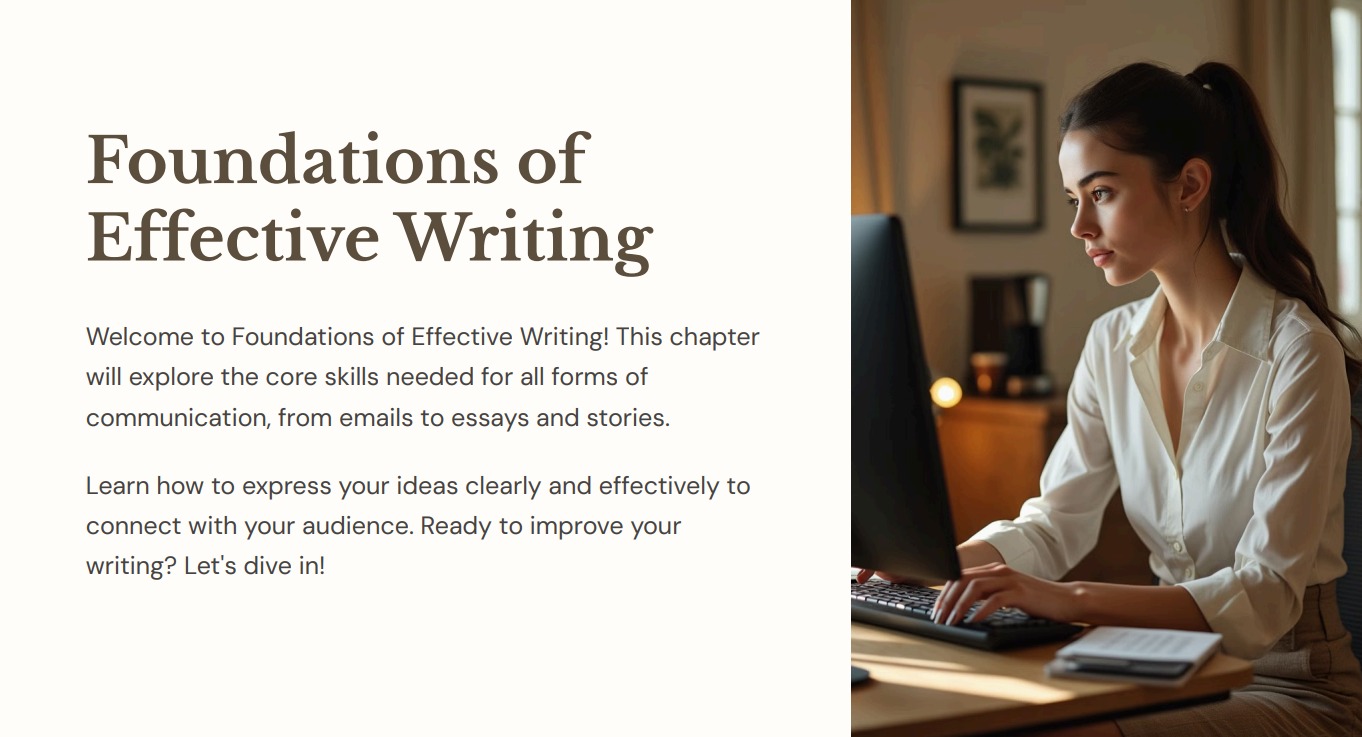 Foundations of
Effective Writing
Welcome to Foundations of Effective Writing! This chapter
will explore the core skills needed for all forms of
communication, from emails to essays and stories.
Learn how to express your ideas clearly and effectively to
connect with your audience. Ready to improve your
writing? Let's dive in!